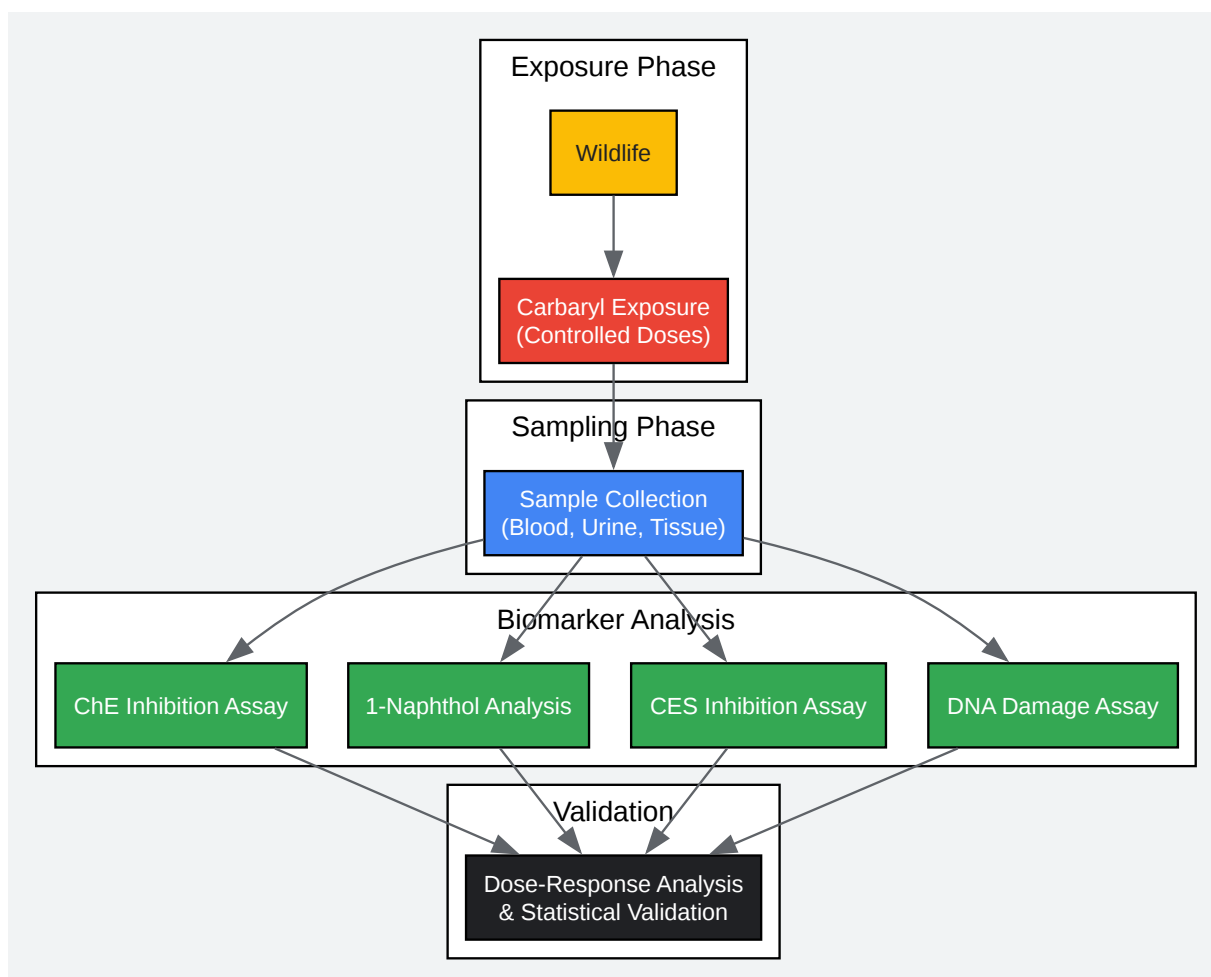 Exposure Phase
Wildlife
Carbaryl Exposure
(Controlled Doses)
Sampling Phase
Sample Collection
(Blood, Urine, Tissue)
Biomarker Analysis
ChE Inhibition Assay
1-Naphthol Analysis
CES Inhibition Assay
DNA Damage Assay
Validation
Dose-Response Analysis
& Statistical Validation